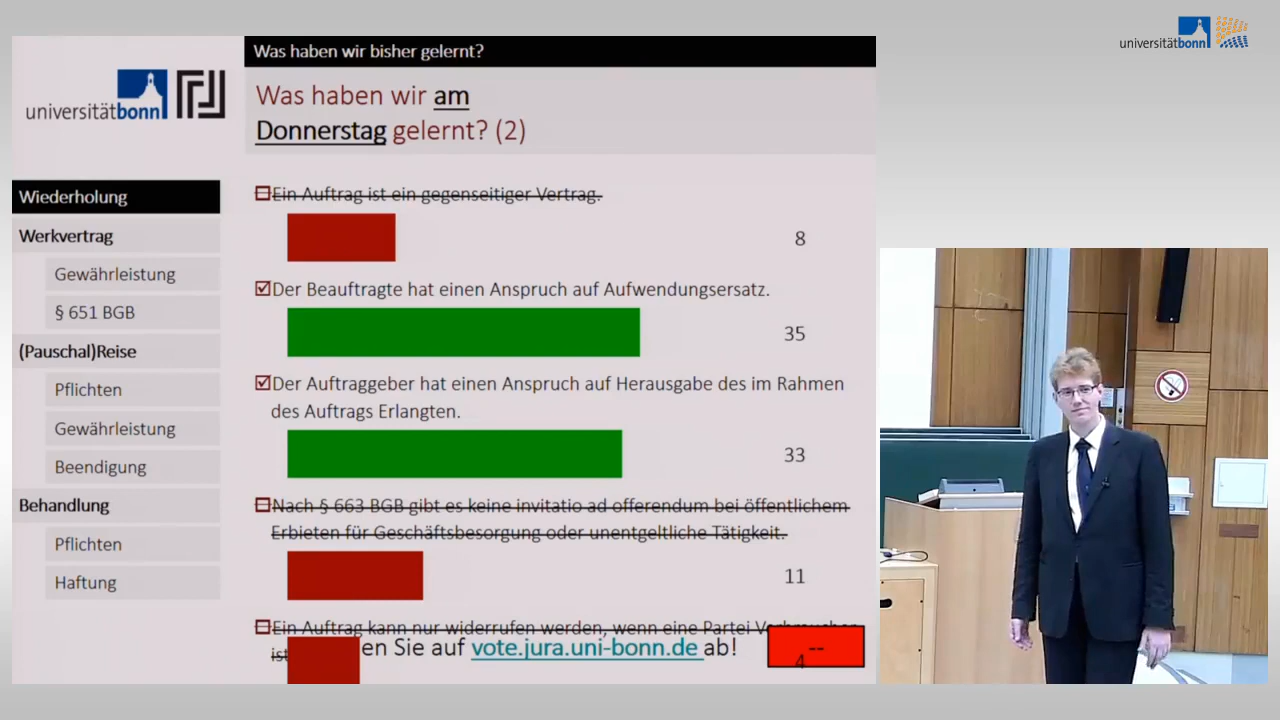 universitätbonn
Was haben wir bisher gelernt?
universitätbonn
Was haben wir am
Donnerstag gelernt? (2)
Wiederholung
Werkvertrag
Gewährleistung
§ 651 BGB
(Pauschal)Reise
Pflichten
Gewährleistung
Beendigung
Behandlung
Pflichten
Haftung
Ein Auftrag ist ein gegenseitiger Vertrag.
8
Der Beauftragte hat einen Anspruch auf Aufwendungsersatz.
35
Der Auftraggeber hat einen Anspruch auf Herausgabe des im Rahmen
des Auftrags Erlangten.
33
Nach § 663 BGB gibt es keine invitatio ad offerendum bei öffentlichem
Erbieten für Geschäftsbesorgung oder unentgeltliche Tätigkeit.
11
Ein Auftrag kann nur widerrufen werden, wenn eine Partei Verbraucher
ist
en Sie auf vote.jura.uni-bonn.de ab!
--
4